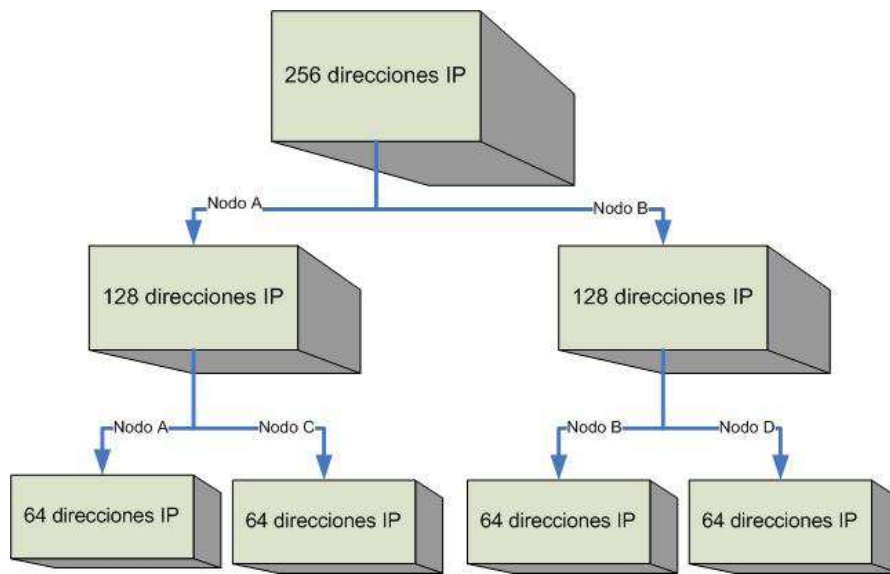 256 direcciones IP
Nodo A
Nodo B
128 direcciones IP
128 direcciones IP
Nodo A
Nodo C
Nodo B
Nodo D
64 direcciones IP
64 direcciones IP
64 direcciones IP
64 direcciones IP